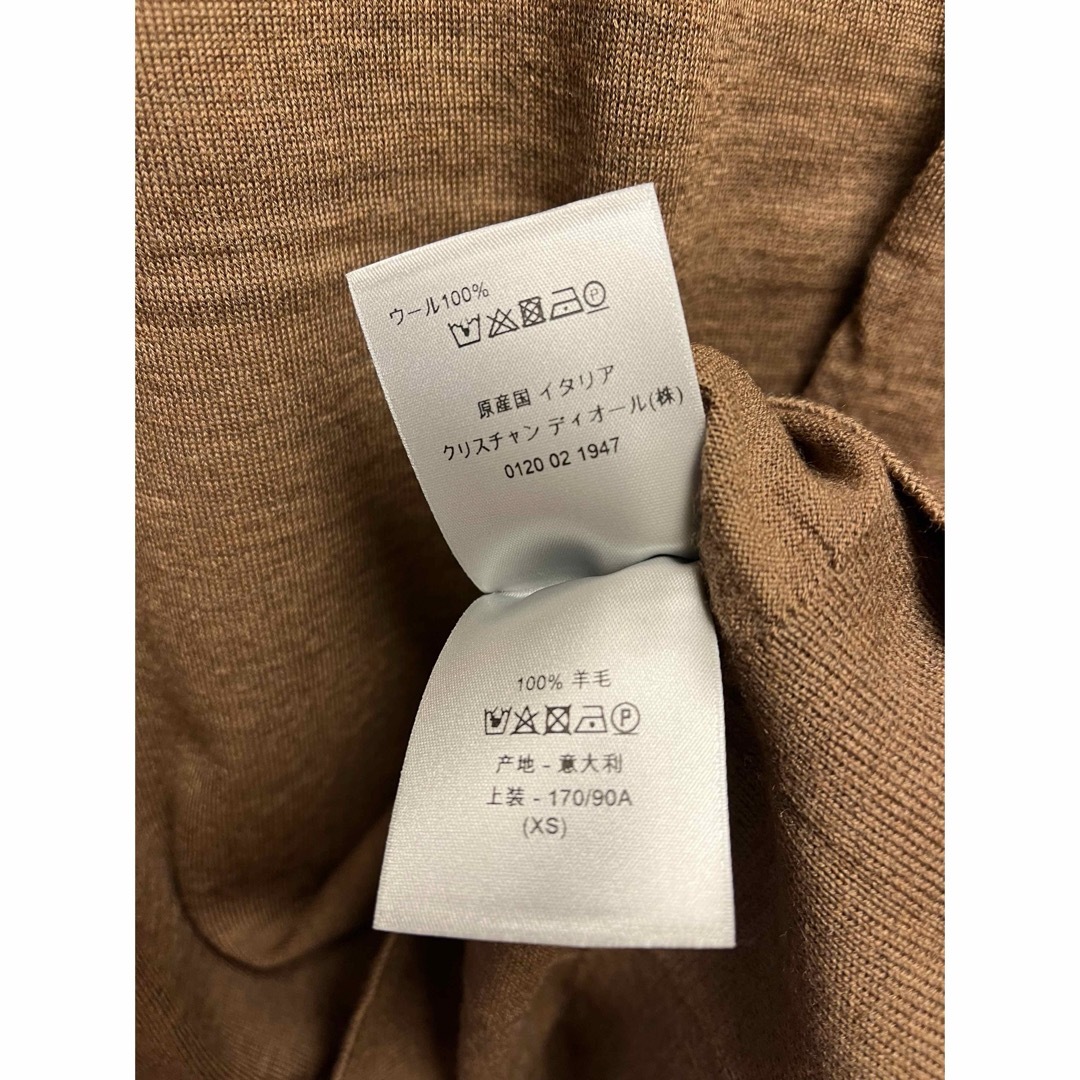 ウール100%
原産国 イタリア
クリスチャン ディオール(株)
0120 02 1947
100% 羊毛
P
产地 - 意大利
上装 - 170/90A
(XS)